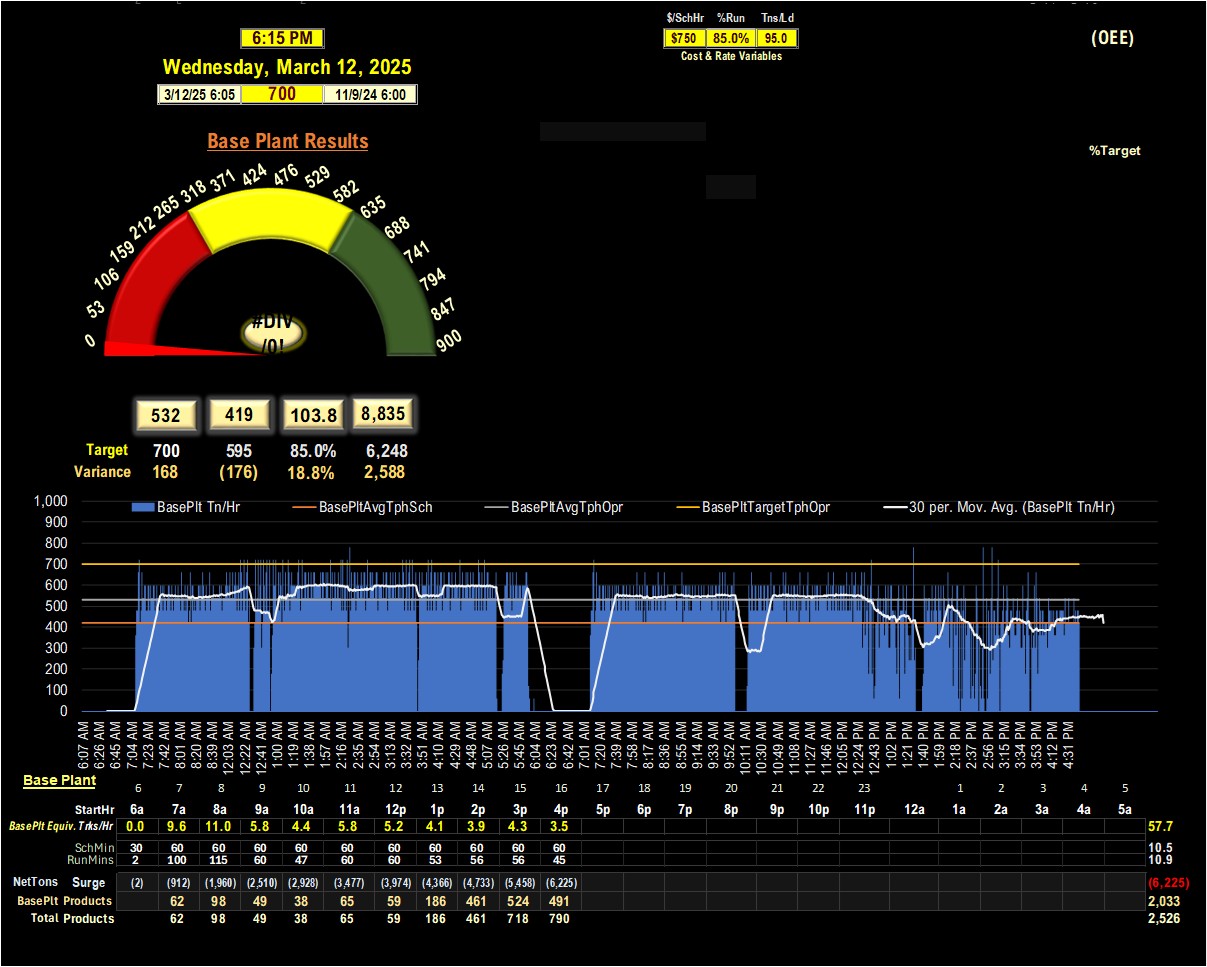 $/SchHr %Run Tns/Ld
6:15 PM
$750 85.0% 95.0
(OEE)
Cost & Rate Variables
Wednesday, March 12, 2025
3/12/25 6:05 700 11/9/24 6:00
Base Plant Results
%Target
0 53 106 159 212 265 318 371 424 476 529 582 635 688 741 794 847 900
#DIV
/0!
532 419 103.8 8,835
Target 700 595 85.0% 6,248
Variance 168 (176) 18.8% 2,588
BasePlt Tn/Hr BasePltAvgTphSch BasePltAvgTphOpr BasePltTargetTphOpr 30 per. Mov. Avg. (BasePlt Tn/Hr)
1,000
900
800
700
600
500
400
300
200
100
0
6:07 AM 6:26 AM 6:45 AM 7:04 AM 7:23 AM 7:42 AM 8:01 AM 8:20 AM 8:39 AM 12:03 AM 12:22 AM 12:41 AM 1:00 AM 1:19 AM 1:38 AM 1:57 AM 2:16 AM 2:35 AM 2:54 AM 3:13 AM 3:32 AM 3:51 AM 4:10 AM 4:29 AM 4:48 AM 5:07 AM 5:26 AM 5:45 AM 6:04 AM 6:23 AM 6:42 AM 7:01 AM 7:20 AM 7:39 AM 7:58 AM 8:17 AM 8:36 AM 8:55 AM 9:14 AM 9:33 AM 9:52 AM 10:11 AM 10:30 AM 10:49 AM 11:08 AM 11:27 AM 11:46 AM 12:05 PM 12:24 PM 12:43 PM 1:02 PM 1:21 PM 1:40 PM 1:59 PM 2:18 PM 2:37 PM 2:56 PM 3:15 PM 3:34 PM 3:53 PM 4:12 PM 4:31 PM
Base Plant
6 7 8 9 10 11 12 13 14 15 16 17 18 19 20 21 22 23 1 2 3 4 5
StartHr 6a 7a 8a 9a 10a 11a 12p 1p 2p 3p 4p 5p 6p 7p 8p 9p 10p 11p 12a 1a 2a 3a 4a 5a
BasePlt Equiv. Trks/Hr 0.0 9.6 11.0 5.8 4.4 5.8 5.2 4.1 3.9 4.3 3.5 57.7
SchMin 30 60 60 60 60 60 60 60 60 60 60 10.5
RunMins 2 100 115 60 47 60 60 53 56 56 45 10.9
NetTons Surge (2) (912) (1,960) (2,510) (2,928) (3,477) (3,974) (4,366) (4,733) (5,458) (6,225) (6,225)
BasePlt Products 62 98 49 38 65 59 186 461 524 491 2,033
Total Products 62 98 49 38 65 59 186 461 718 790 2,526